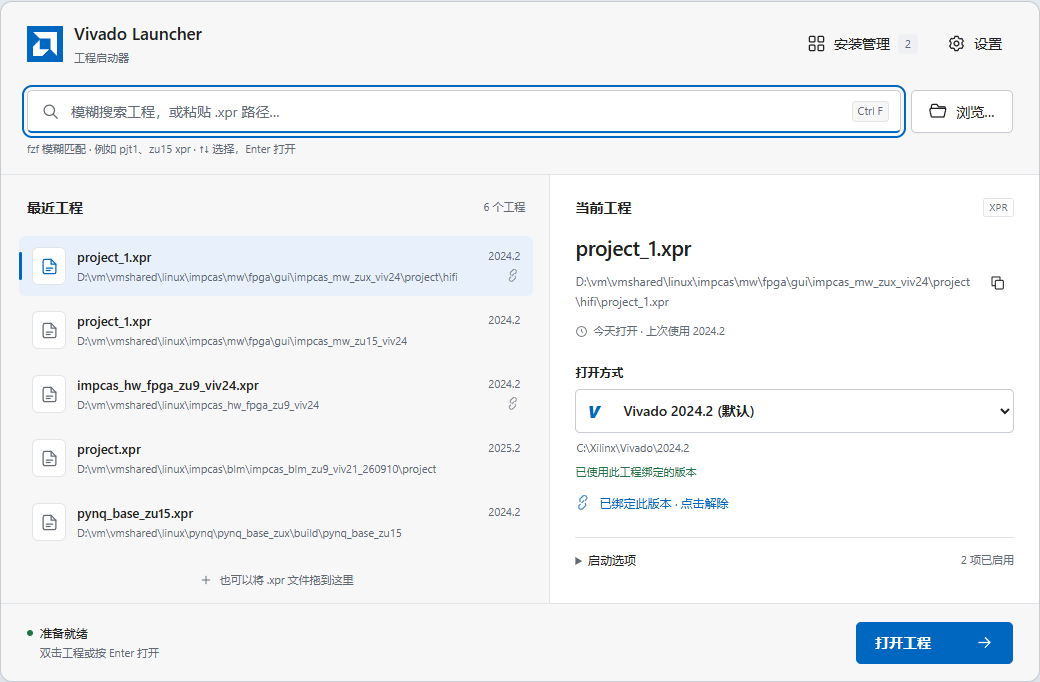 Vivado Launcher
工程启动器
安装管理 2
设置
模糊搜索工程，或粘贴 .xpr 路径...
Ctrl F
浏览...
fzf 模糊匹配 · 例如 pjt1、zu15 xpr · ↑↓ 选择，Enter 打开
最近工程
6 个工程
project_1.xpr
2024.2
D:\vm\vmshared\linux\impcas\mw\fpga\gui\impcas_mw_zux_viv24\project\hifi
project_1.xpr
2024.2
D:\vm\vmshared\linux\impcas\mw\fpga\gui\impcas_mw_zu15_viv24
impcas_hw_fpga_zu9_viv24.xpr
2024.2
D:\vm\vmshared\linux\impcas_hw_fpga_zu9_viv24
project.xpr
2025.2
D:\vm\vmshared\linux\impcas\blm\impcas_blm_zu9_viv21_260910\project
pynq_base_zu15.xpr
2024.2
D:\vm\vmshared\linux\pynq\pynq_base_zux\build\pynq_base_zu15
+ 也可以将 .xpr 文件拖到这里
当前工程
XPR
project_1.xpr
D:\vm\vmshared\linux\impcas\mw\fpga\gui\impcas_mw_zux_viv24\project
\hifi\project_1.xpr
今天打开 · 上次使用 2024.2
打开方式
V Vivado 2024.2 (默认)
C:\Xilinx\Vivado\2024.2
已使用此工程绑定的版本
已绑定此版本 · 点击解除
▶ 启动选项
2 项已启用
准备就绪
双击工程或按 Enter 打开
打开工程 →